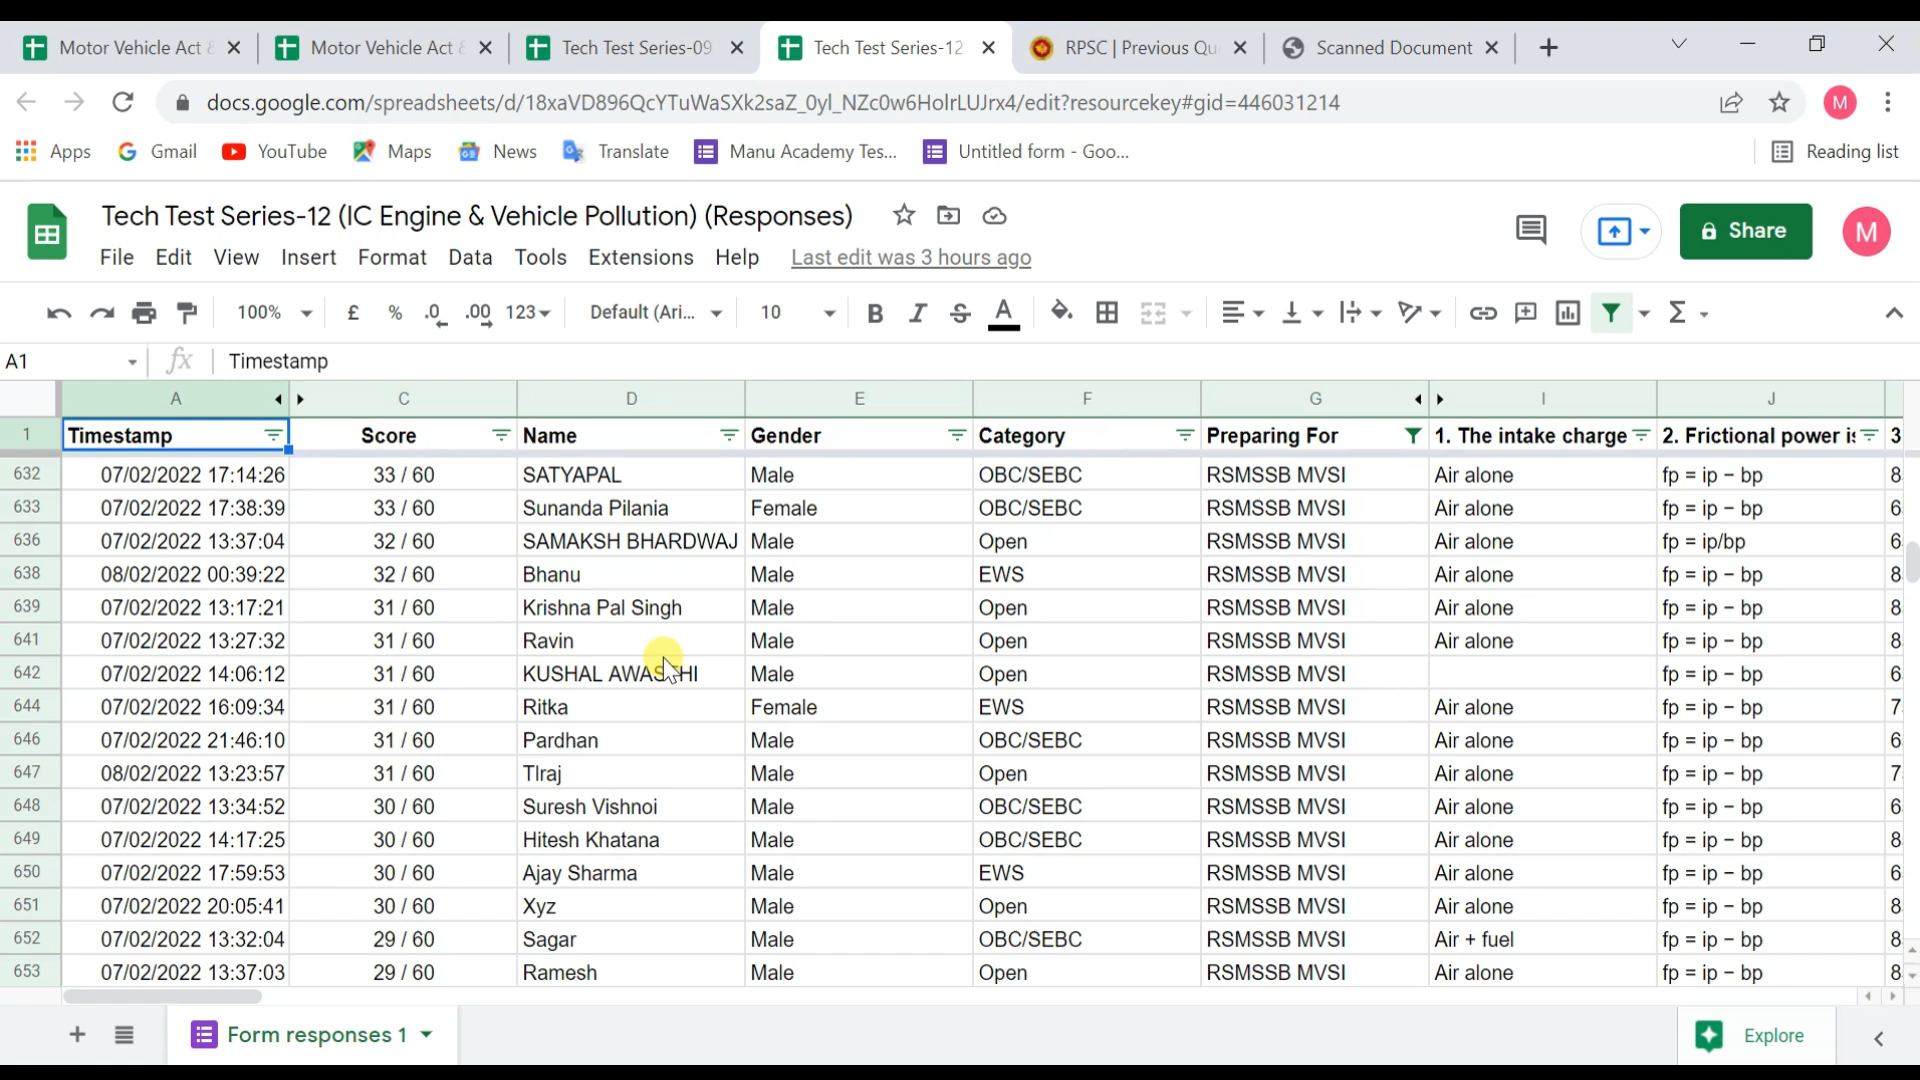 Motor Vehicle Act & Motor Vehicle Act & Tech Test Series-09 Tech Test Series-12 RPSC | Previous Qu Scanned Document
docs.google.com/spreadsheets/d/18xaVD896QcYTuWaSXk2saZ_0yl_NZc0w6HolrLUJrx4/edit?resourcekey#gid=446031214 M
Apps Gmail YouTube Maps News Translate Manu Academy Tes... Untitled form - Goo... Reading list
Tech Test Series-12 (IC Engine & Vehicle Pollution) (Responses) Share M
File Edit View Insert Format Data Tools Extensions Help Last edit was 3 hours ago
100% £ % .0 .00 123 Default (Ari... 10 B I S A Σ
A1 fx Timestamp
A C D E F G I J
1 Timestamp Score Name Gender Category Preparing For 1. The intake charge 2. Frictional power is 3
632 07/02/2022 17:14:26 33 / 60 SATYAPAL Male OBC/SEBC RSMSSB MVSI Air alone fp = ip − bp 8
633 07/02/2022 17:38:39 33 / 60 Sunanda Pilania Female OBC/SEBC RSMSSB MVSI Air alone fp = ip − bp 6
636 07/02/2022 13:37:04 32 / 60 SAMAKSH BHARDWAJ Male Open RSMSSB MVSI Air alone fp = ip/bp 6
638 08/02/2022 00:39:22 32 / 60 Bhanu Male EWS RSMSSB MVSI Air alone fp = ip − bp 8
639 07/02/2022 13:17:21 31 / 60 Krishna Pal Singh Male Open RSMSSB MVSI Air alone fp = ip − bp 8
641 07/02/2022 13:27:32 31 / 60 Ravin Male Open RSMSSB MVSI Air alone fp = ip − bp 8
642 07/02/2022 14:06:12 31 / 60 KUSHAL Male Open RSMSSB MVSI fp = ip − bp 6
644 07/02/2022 16:09:34 31 / 60 Ritka Female EWS RSMSSB MVSI Air alone fp = ip − bp 7
646 07/02/2022 21:46:10 31 / 60 Pardhan Male OBC/SEBC RSMSSB MVSI Air alone fp = ip − bp 6
647 08/02/2022 13:23:57 31 / 60 TIraj Male Open RSMSSB MVSI Air alone fp = ip − bp 7
648 07/02/2022 13:34:52 30 / 60 Suresh Vishnoi Male OBC/SEBC RSMSSB MVSI Air alone fp = ip − bp 6
649 07/02/2022 14:17:25 30 / 60 Hitesh Khatana Male OBC/SEBC RSMSSB MVSI Air alone fp = ip − bp 8
650 07/02/2022 17:59:53 30 / 60 Ajay Sharma Male EWS RSMSSB MVSI Air alone fp = ip − bp 6
651 07/02/2022 20:05:41 30 / 60 Xyz Male Open RSMSSB MVSI Air alone fp = ip − bp 8
652 07/02/2022 13:32:04 29 / 60 Sagar Male OBC/SEBC RSMSSB MVSI Air + fuel fp = ip − bp 8
653 07/02/2022 13:37:03 29 / 60 Ramesh Male Open RSMSSB MVSI Air alone fp = ip − bp 8
Form responses 1 Explore